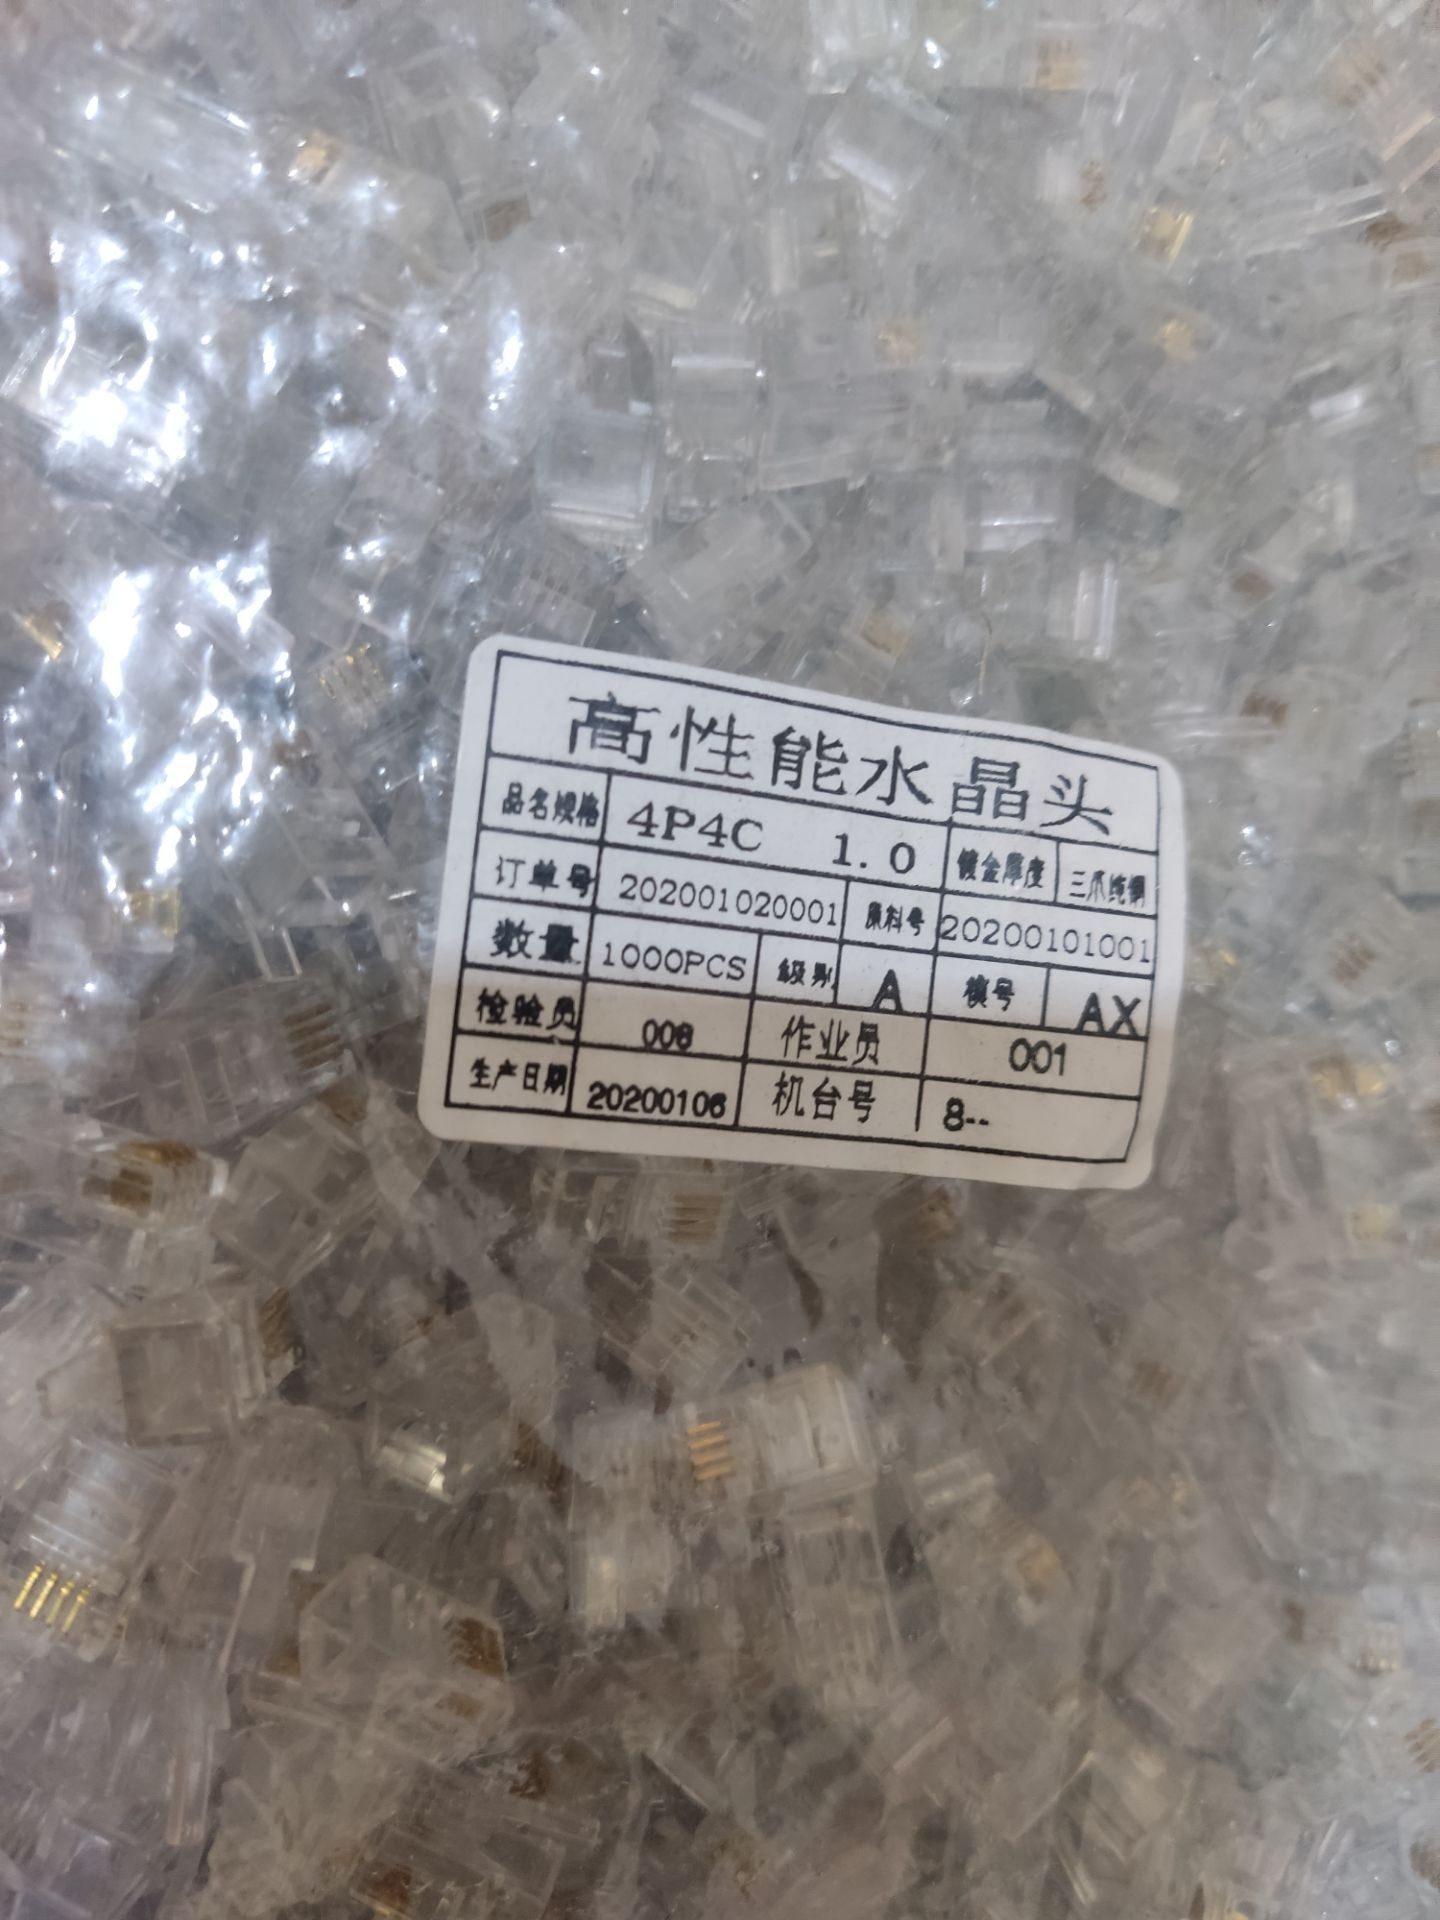 高性能水晶头
品名规格 4P4C 1.0 镀金厚度 三爪纯铜
订单号 202001020001 原料号 20200101001
数量 1000PCS 级别 A 模号 AX
检验员 008 作业员 001
生产日期 20200106 机台号 8--